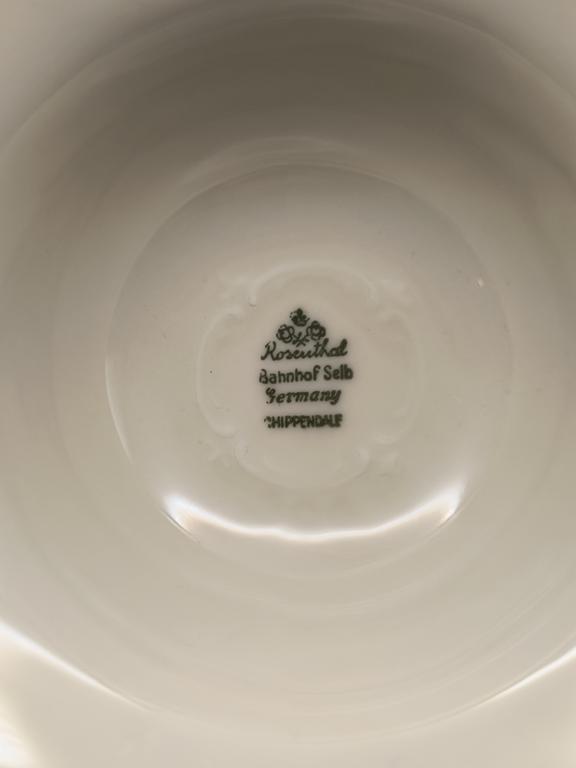 Rosenthal
Bahnhof Selb
Germany
CHIPPENDALE